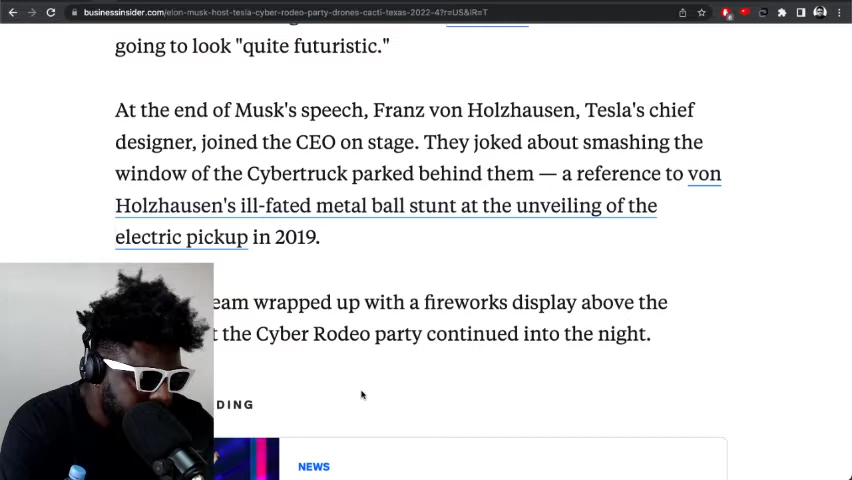 businessinsider.com/elon-musk-host-tesla-cyber-rodeo-party-drones-cacti-texas-2022-4?r=US&IR=T
going to look "quite futuristic."
At the end of Musk's speech, Franz von Holzhausen, Tesla's chief
designer, joined the CEO on stage. They joked about smashing the
window of the Cybertruck parked behind them — a reference to von
Holzhausen's ill-fated metal ball stunt at the unveiling of the
electric pickup in 2019.
eam wrapped up with a fireworks display above the
t the Cyber Rodeo party continued into the night.
DING
NEWS